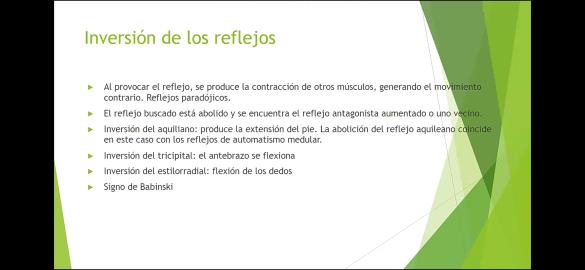 Inversión de los reflejos
Al provocar el reflejo, se produce la contracción de otros músculos, generando el movimiento
contrario. Reflejos paradójicos.
El reflejo buscado está abolido y se encuentra el reflejo antagonista aumentado o uno vecino.
Inversión del aquiliano: produce la extensión del pie. La abolición del reflejo aquileano coincide
en este caso con los reflejos de automatismo medular.
Inversión del tricipital: el antebrazo se flexiona
Inversión del estilorradial: flexión de los dedos
Signo de Babinski